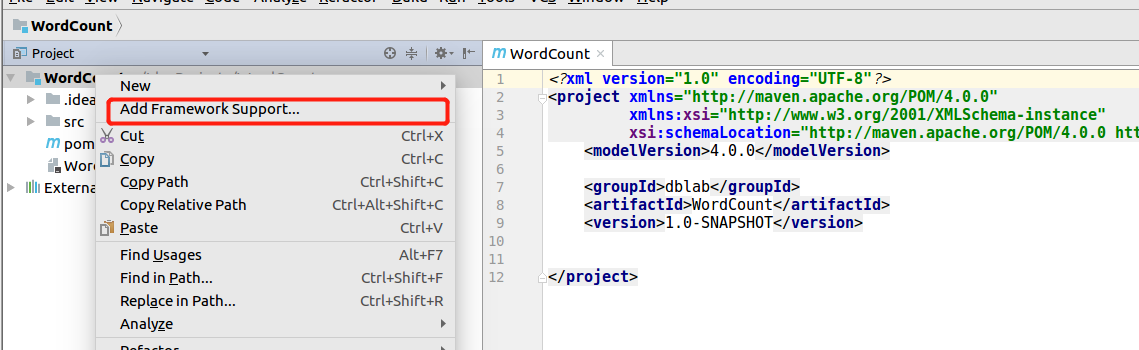 File Edit View Navigate Code Analyze Refactor Build Run Tools VCS Window Help
WordCount
Project
WordCount
WordCo
New
1 <?xml version="1.0" encoding="UTF-8"?>
.idea
Add Framework Support...
2 <project xmlns="http://maven.apache.org/POM/4.0.0"
src
Cut Ctrl+X
3 xmlns:xsi="http://www.w3.org/2001/XMLSchema-instance"
pom
4 xsi:schemaLocation="http://maven.apache.org/POM/4.0.0 htt
Copy Ctrl+C
5 <modelVersion>4.0.0</modelVersion>
Word
Copy Path Ctrl+Shift+C
6
Externa
Copy Relative Path Ctrl+Alt+Shift+C
7 <groupId>dblab</groupId>
Paste Ctrl+V
8 <artifactId>WordCount</artifactId>
9 <version>1.0-SNAPSHOT</version>
Find Usages Alt+F7
10
Find in Path... Ctrl+Shift+F
11
Replace in Path... Ctrl+Shift+R
12 </project>
Analyze
Refactor